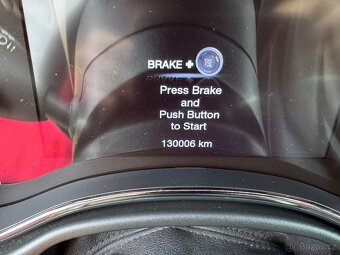 BRAKE +
Press Brake
and
Push Button
to Start
130006 km